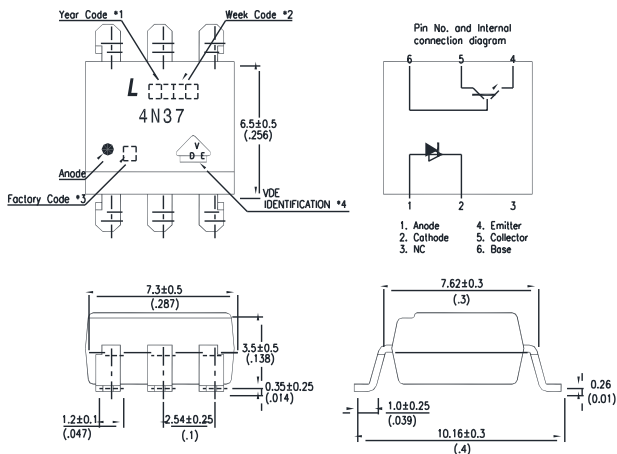 Year Code *1
Week Code *2
L
4N37
V
D E
Anode
Factory Code *3
VDE
IDENTIFICATION *4
6.5±0.5
(.256)
Pin No. and Internal
connection diagram
6 5 4
1 2 3
1. Anode 4. Emitter
2. Cathode 5. Collector
3. NC 6. Base
7.3±0.5
(.287)
3.5±0.5
(.138)
0.35±0.25
(.014)
1.2±0.1
(.047)
2.54±0.25
(.1)
7.62±0.3
(.3)
0.26
(0.01)
1.0±0.25
(.039)
10.16±0.3
(.4)